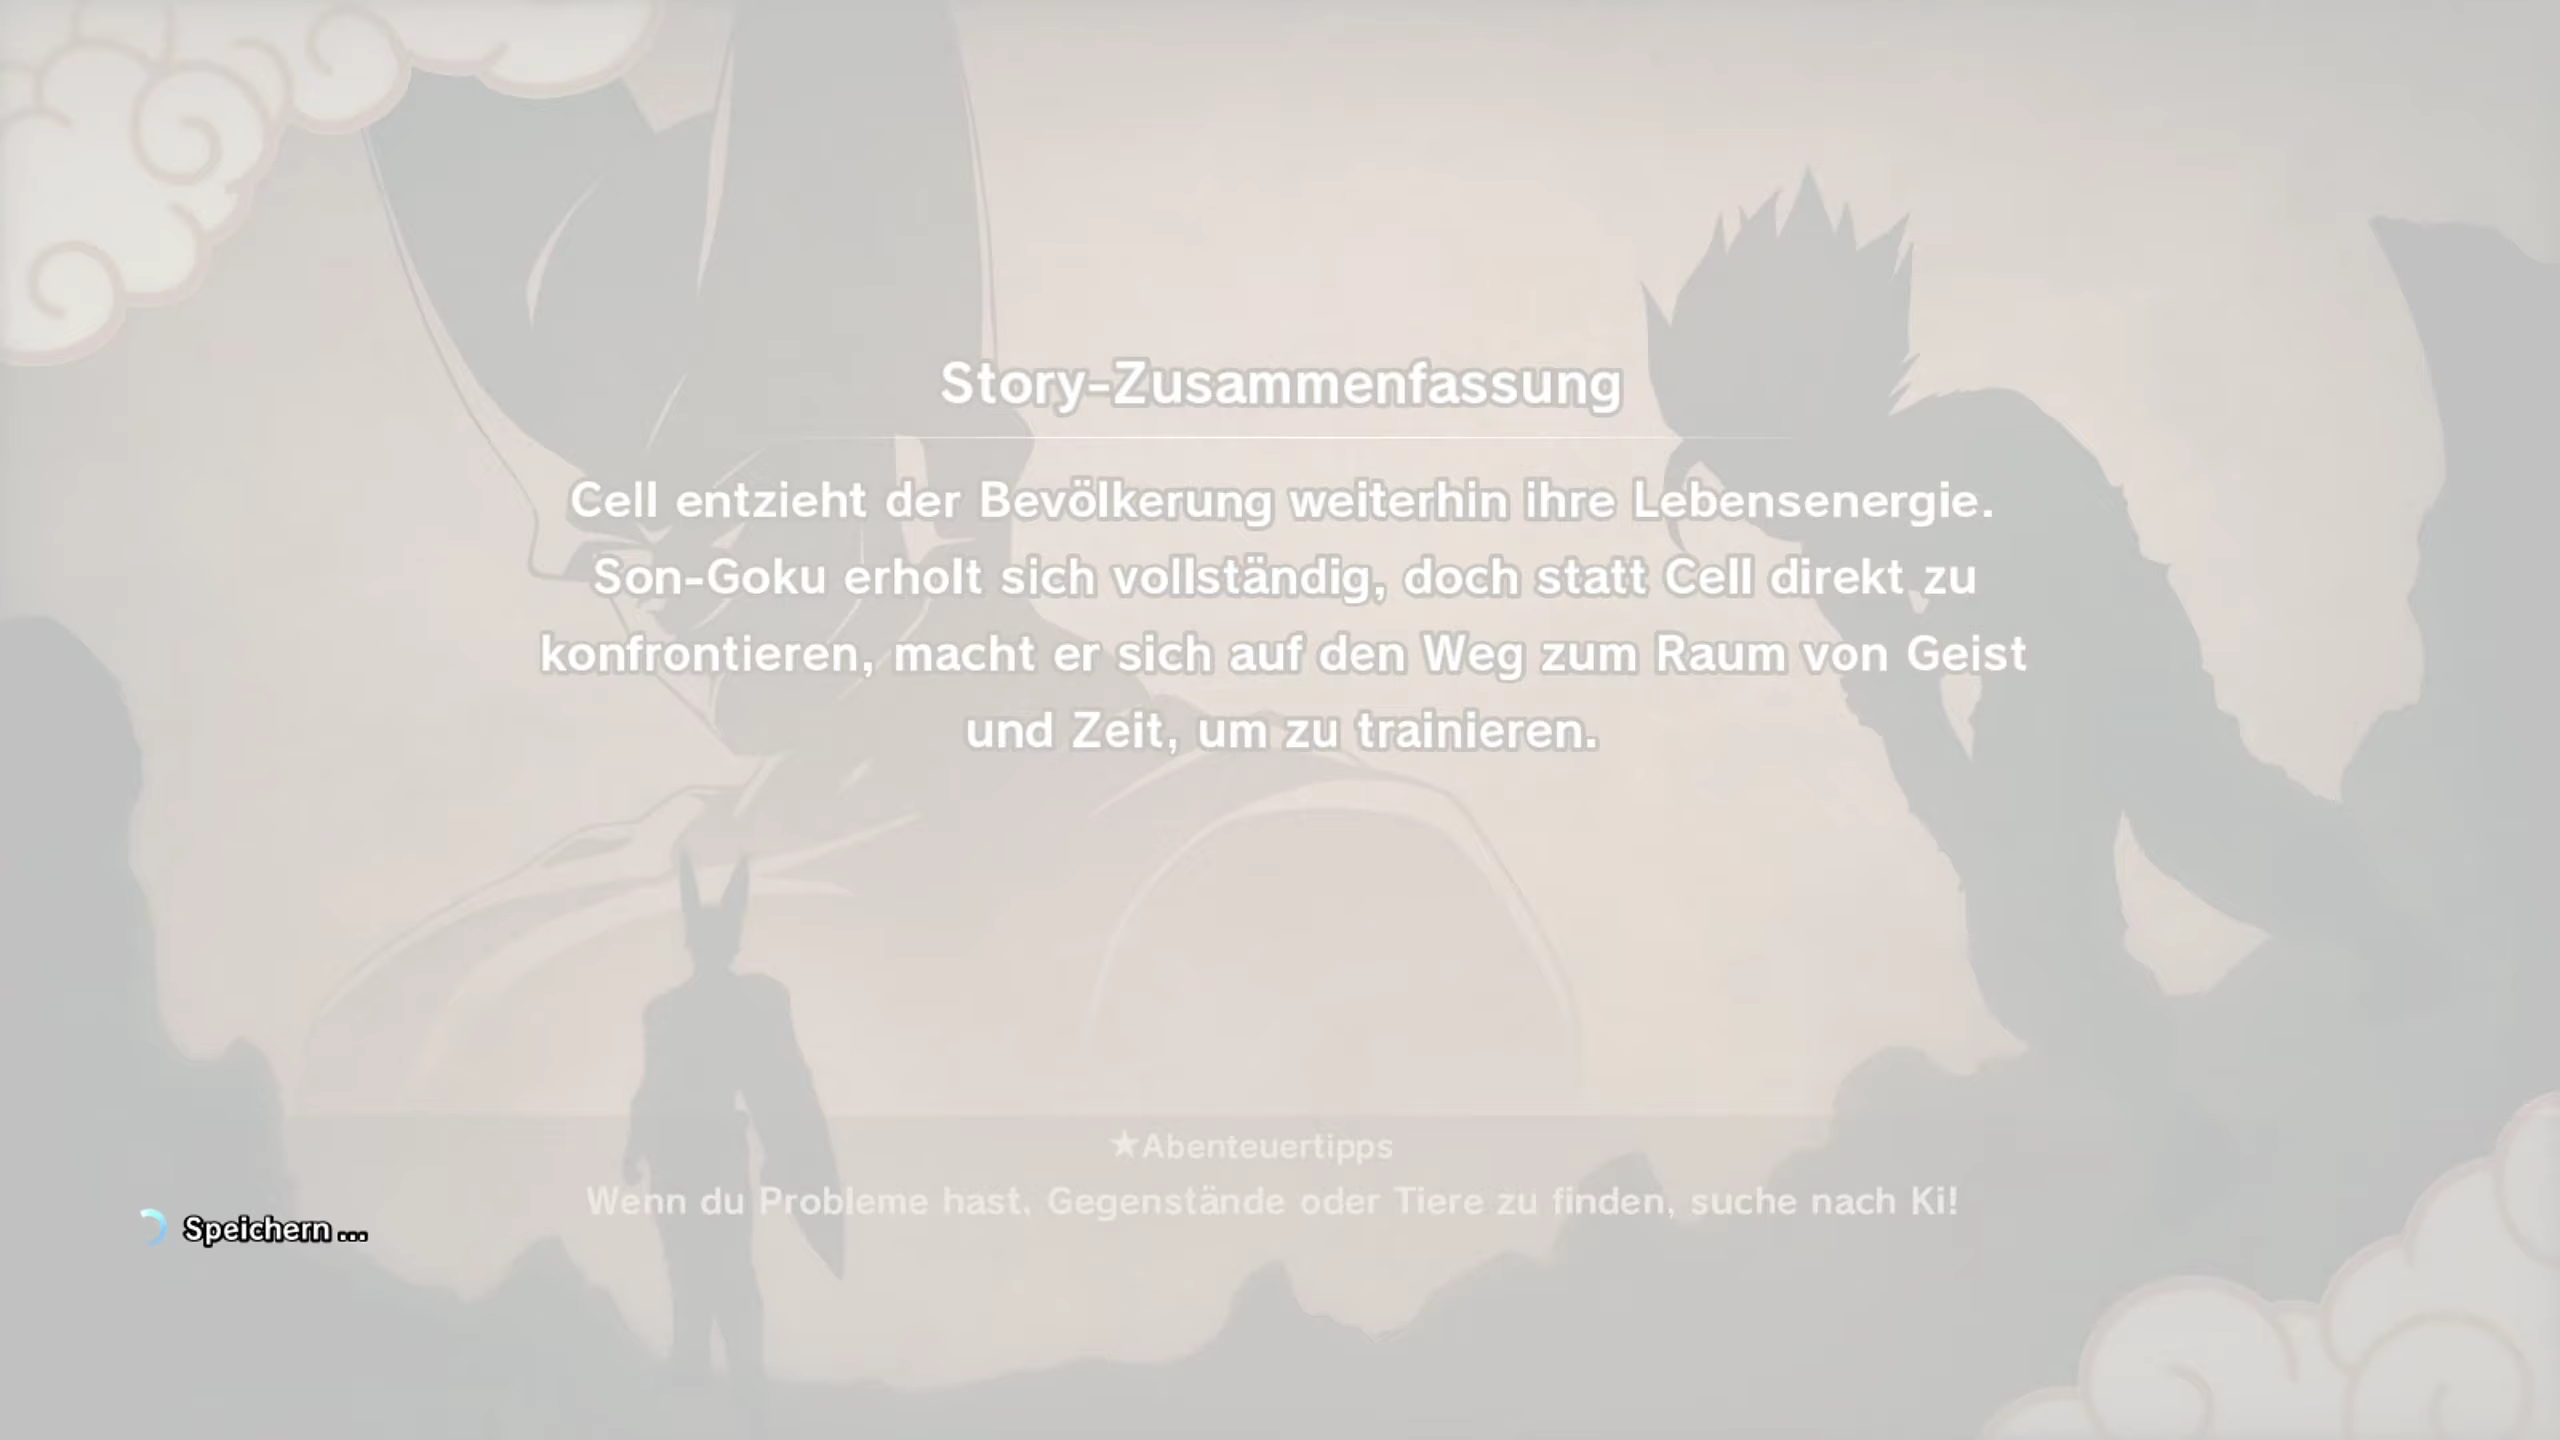 Story-Zusammenfassung
Cell entzieht der Bevölkerung weiterhin ihre Lebensenergie.
Son-Goku erholt sich vollständig, doch statt Cell direkt zu
konfrontieren, macht er sich auf den Weg zum Raum von Geist
und Zeit, um zu trainieren.
★Abenteuertipps
Wenn du Probleme hast. Gegenstände oder Tiere zu finden, suche nach Ki!
Speichern ...